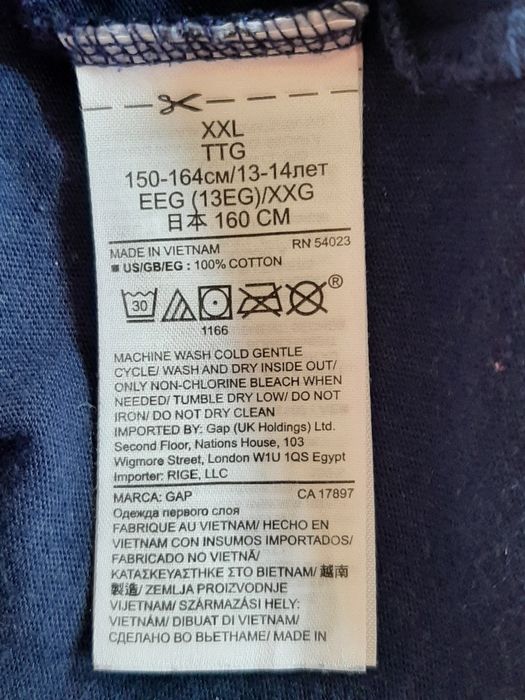 XXL
TTG
150-164см/13-14лет
EEG (13EG)/XXG
日本 160 CM
MADE IN VIETNAM RN 54023
■ US/GB/EG : 100% COTTON
30 ®
1166
MACHINE WASH COLD GENTLE
CYCLE/ WASH AND DRY INSIDE OUT/
ONLY NON-CHLORINE BLEACH WHEN
NEEDED/ TUMBLE DRY LOW/ DO NOT
IRON/ DO NOT DRY CLEAN
IMPORTED BY: Gap (UK Holdings) Ltd.
Second Floor, Nations House, 103
Wigmore Street, London W1U 1QS Egypt
Importer: RIGE, LLC
MARCA: GAP CA 17897
Одежда первого слоя
FABRIQUE AU VIETNAM/ HECHO EN
VIETNAM CON INSUMOS IMPORTADOS/
FABRICADO NO VIETNÃ/
ΚΑΤΑΣΚΕΥΑΣΤΗΚΕ ΣΤΟ ΒΙΕΤΝΑΜ/ 越南
製造/ ZEMLJA PROIZVODNJE
VIJETNAM/ SZÁRMAZÁSI HELY:
VIETNÁM/ DIBUAT DI VIETNAM/
СДЕЛАНО ВО ВЬЕТНАМЕ/ MADE IN